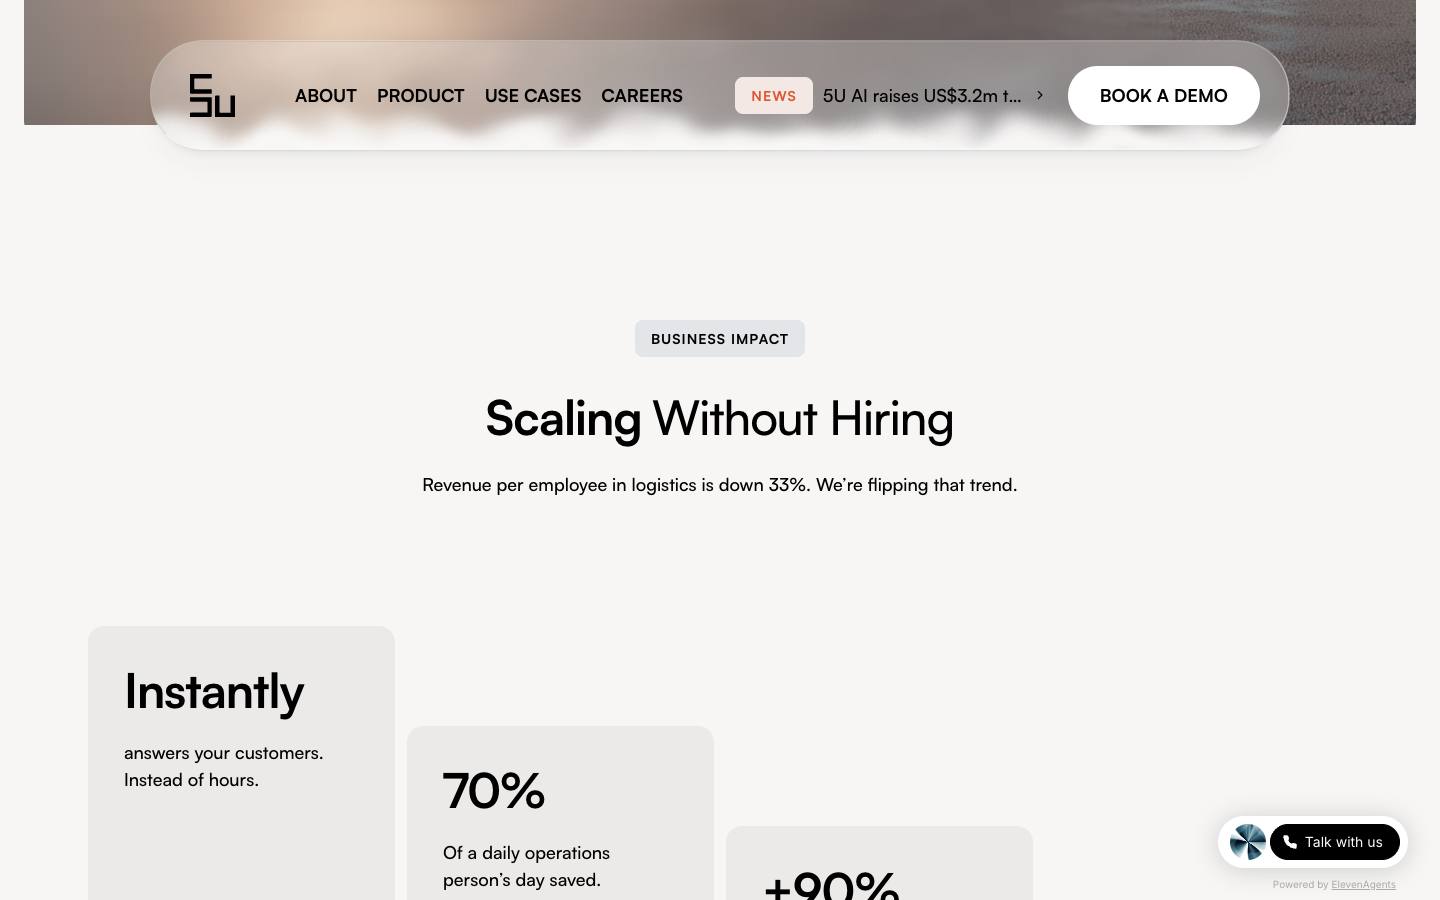 5u
ABOUT PRODUCT USE CASES CAREERS NEWS 5U AI raises US$3.2m t... BOOK A DEMO
BUSINESS IMPACT
Scaling Without Hiring
Revenue per employee in logistics is down 33%. We’re flipping that trend.
Instantly
answers your customers.
Instead of hours.
70%
Of a daily operations
person’s day saved.
+90%
Talk with us
Powered by ElevenAgents